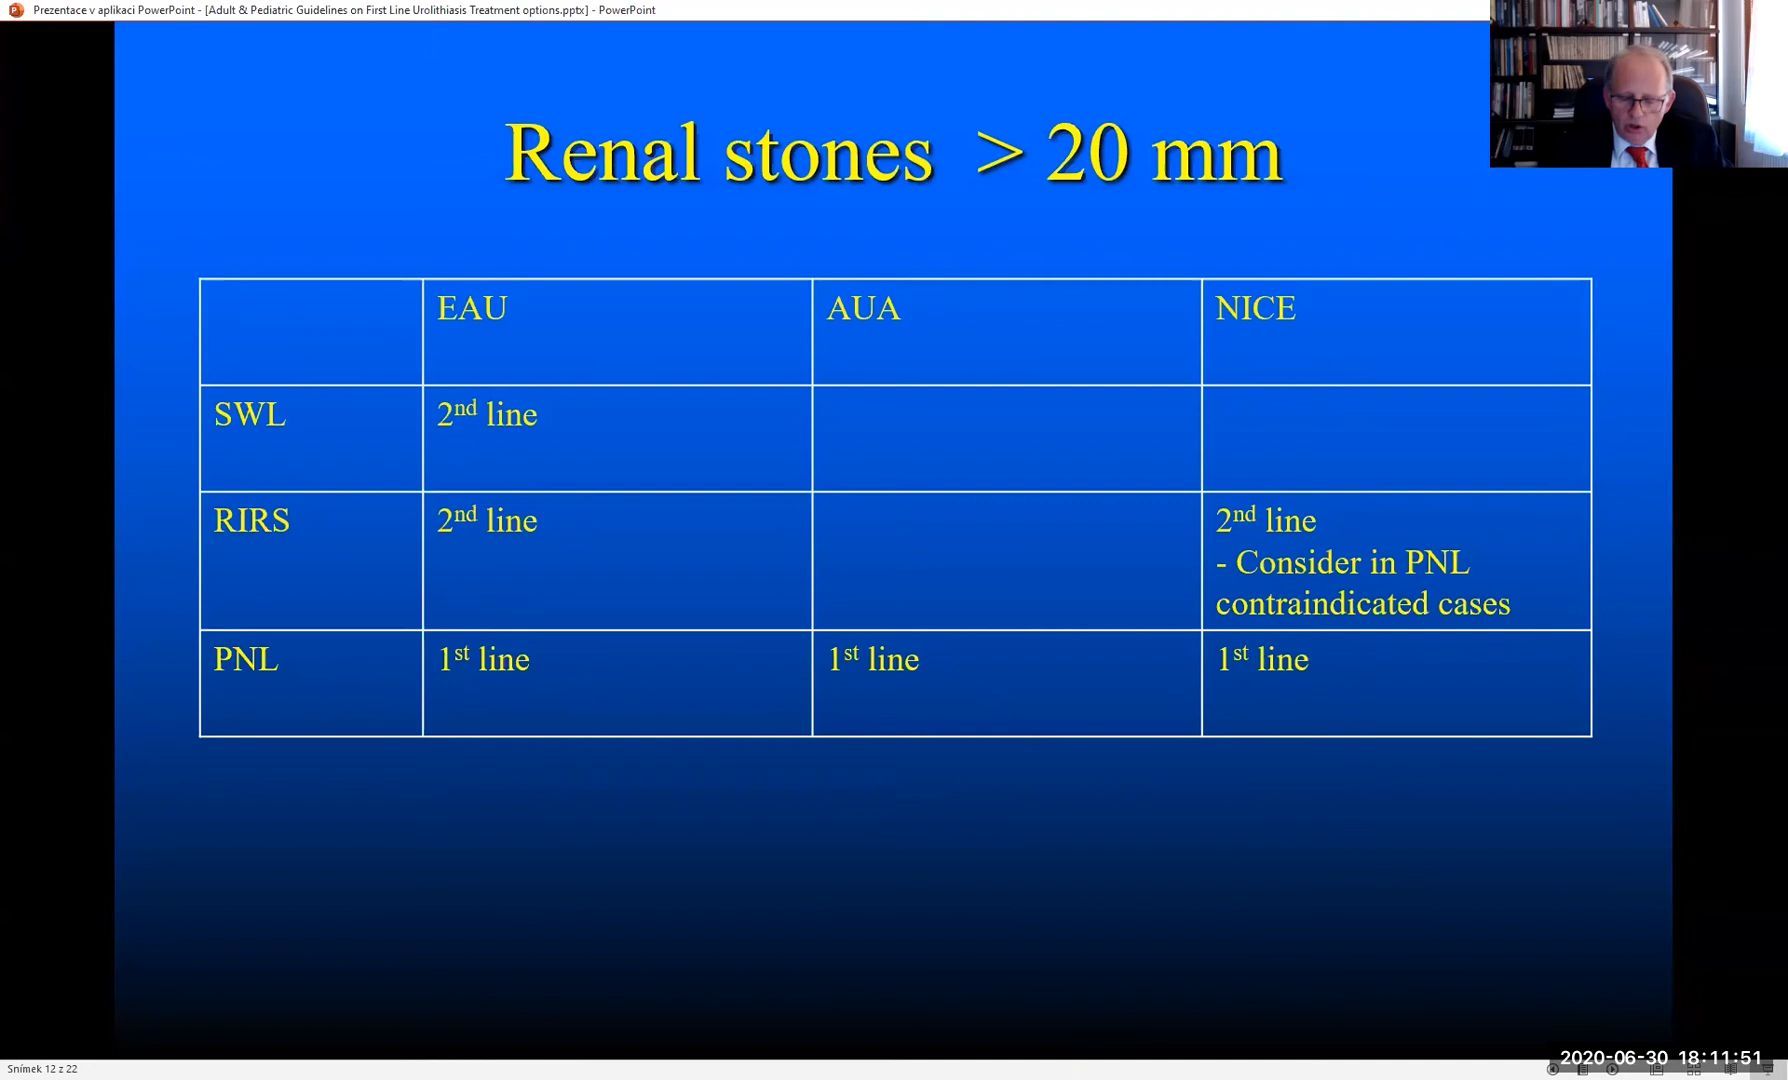 Prezentace v aplikaci PowerPoint - [Adult & Pediatric Guidelines on First Line Urolithiasis Treatment options.pptx] - PowerPoint
Renal stones > 20 mm
EAU AUA NICE
SWL 2nd line
RIRS 2nd line 2nd line
- Consider in PNL
contraindicated cases
PNL 1st line 1st line 1st line
2020-06-30 18:11:51
Snímek 12 z 22